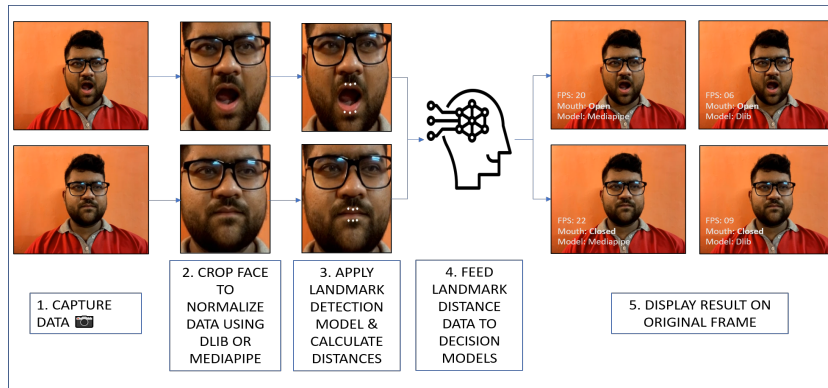 FPS: 20
Mouth: Open
Model: Mediapipe
FPS: 06
Mouth: Open
Model: Dlib
FPS: 22
Mouth: Closed
Model: Mediapipe
FPS: 09
Mouth: Closed
Model: Dlib
1. CAPTURE
DATA 📷
2. CROP FACE
TO
NORMALIZE
DATA USING
DLIB OR
MEDIAPIPE
3. APPLY
LANDMARK
DETECTION
MODEL &
CALCULATE
DISTANCES
4. FEED
LANDMARK
DISTANCE
DATA TO
DECISION
MODELS
5. DISPLAY RESULT ON
ORIGINAL FRAME